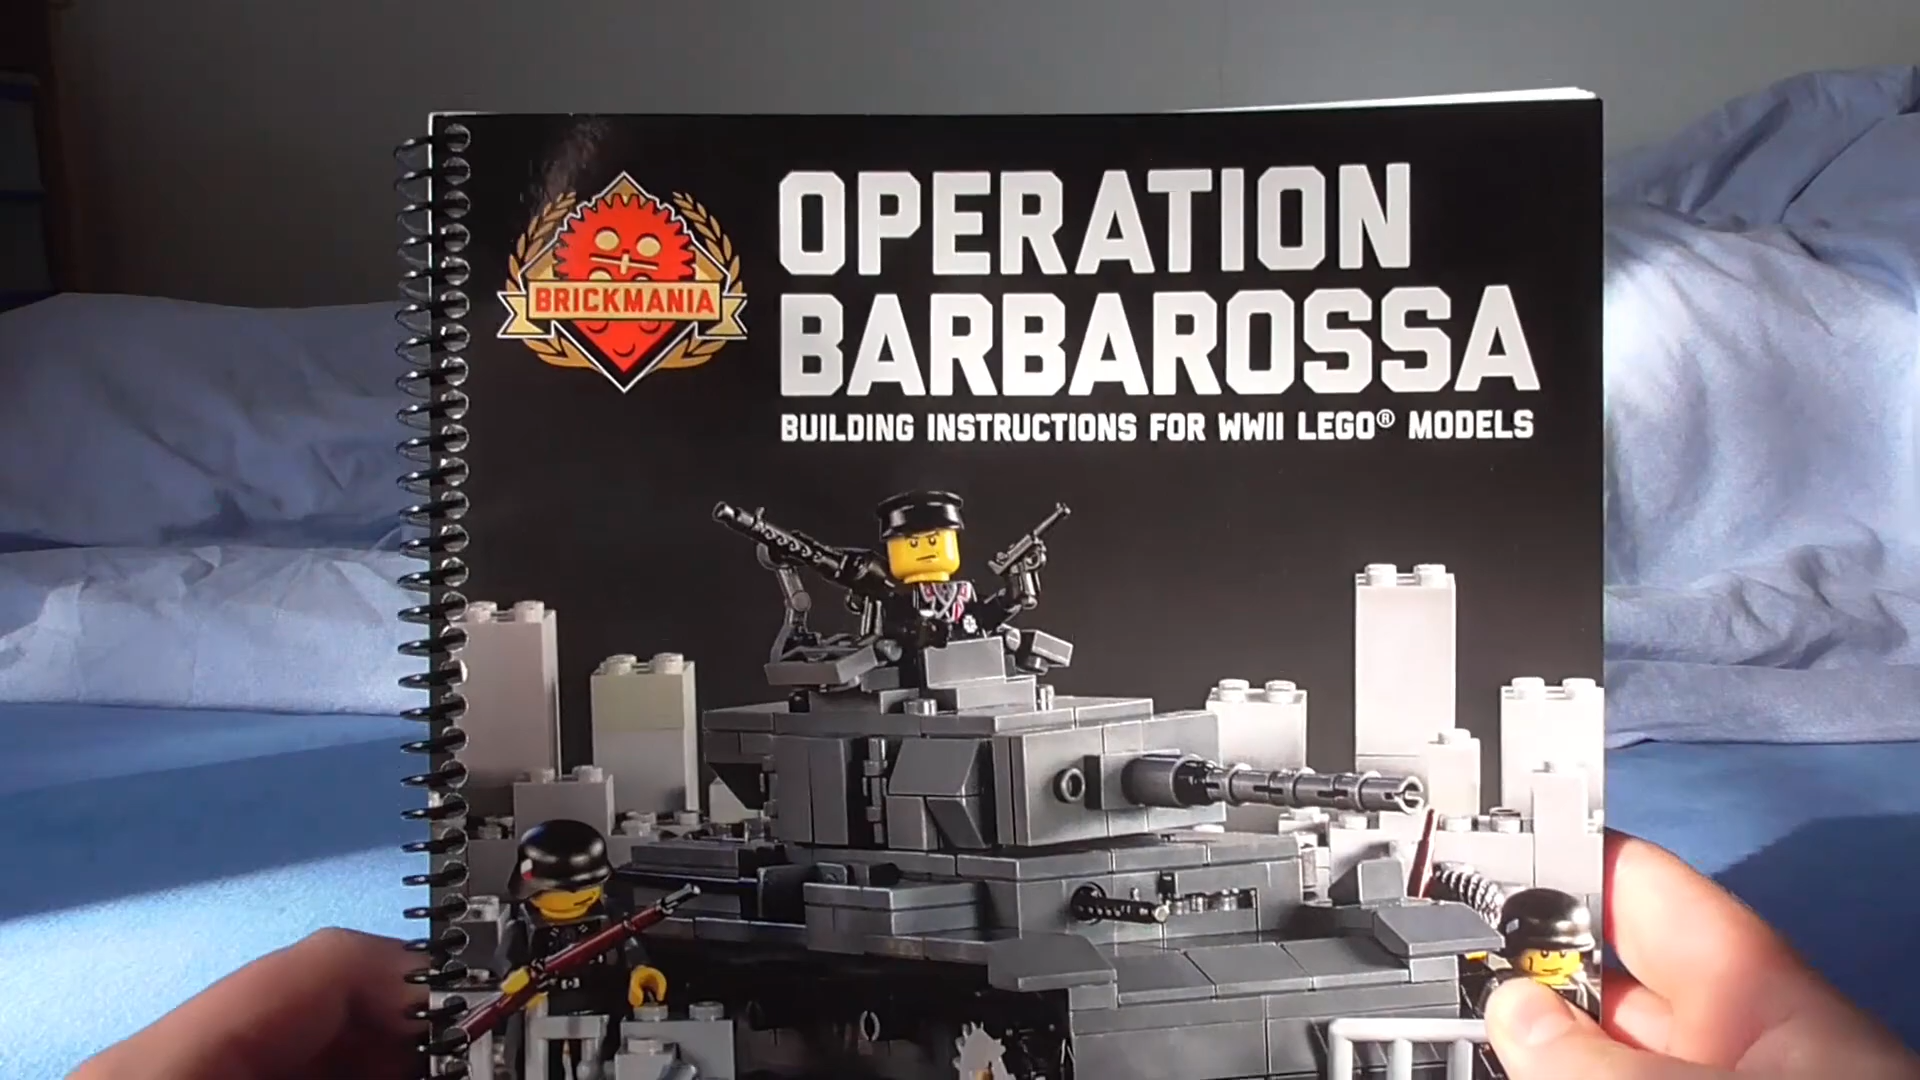 OPERATION
BARBAROSSA
BUILDING INSTRUCTIONS FOR WWII LEGO® MODELS
BRICKMANIA